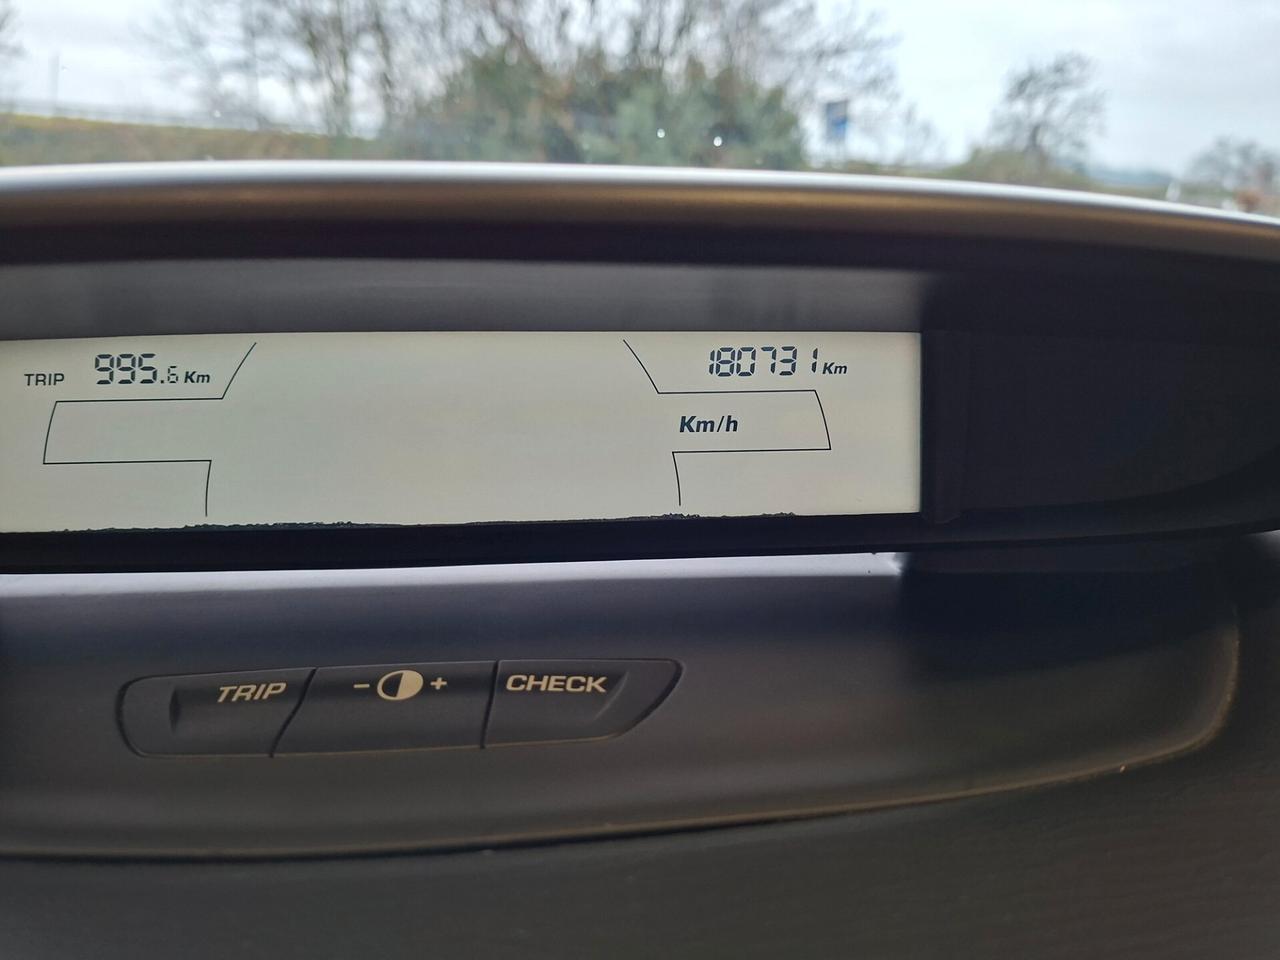 TRIP 995.6 Km
180731 Km
Km/h
TRIP - + CHECK